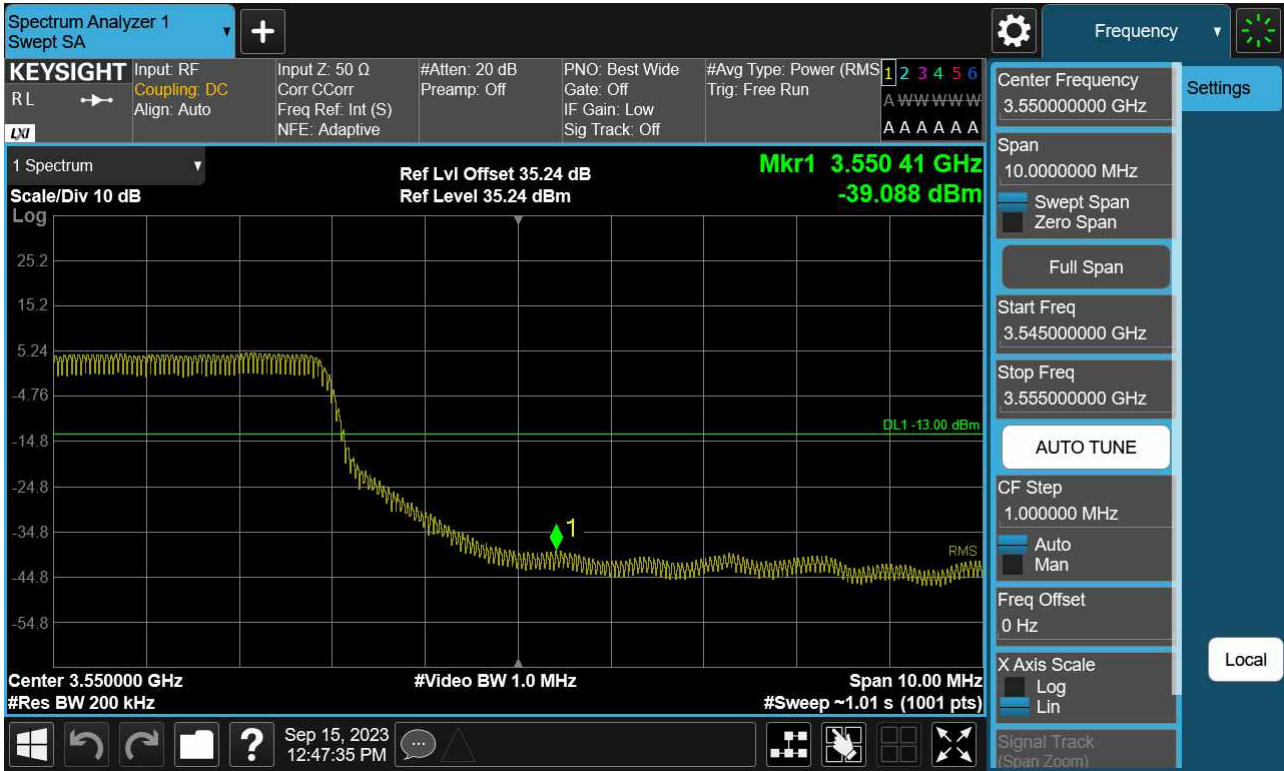 Spectrum Analyzer 1
Swept SA
+
Frequency
KEYSIGHT
R L
LXI
Input: RF
Coupling: DC
Align: Auto
Input Z: 50 Ω
Corr CCorr
Freq Ref: Int (S)
NFE: Adaptive
#Atten: 20 dB
Preamp: Off
PNO: Best Wide
Gate: Off
IF Gain: Low
Sig Track: Off
#Avg Type: Power (RMS
Trig: Free Run
1 2 3 4 5 6
A W W W W W
A A A A A A
1 Spectrum
Scale/Div 10 dB
Log
Ref Lvl Offset 35.24 dB
Ref Level 35.24 dBm
Mkr1 3.550 41 GHz
-39.088 dBm
25.2
15.2
5.24
-4.76
-14.8
-24.8
-34.8
-44.8
-54.8
DL1 -13.00 dBm
1
RMS
Center 3.550000 GHz
#Res BW 200 kHz
#Video BW 1.0 MHz
Span 10.00 MHz
#Sweep ~1.01 s (1001 pts)
Center Frequency
3.550000000 GHz
Settings
Span
10.0000000 MHz
Swept Span
Zero Span
Full Span
Start Freq
3.545000000 GHz
Stop Freq
3.555000000 GHz
AUTO TUNE
CF Step
1.000000 MHz
Auto
Man
Freq Offset
0 Hz
X Axis Scale
Log
Lin
Local
Signal Track
(Span Zoom)
?
Sep 15, 2023
12:47:35 PM